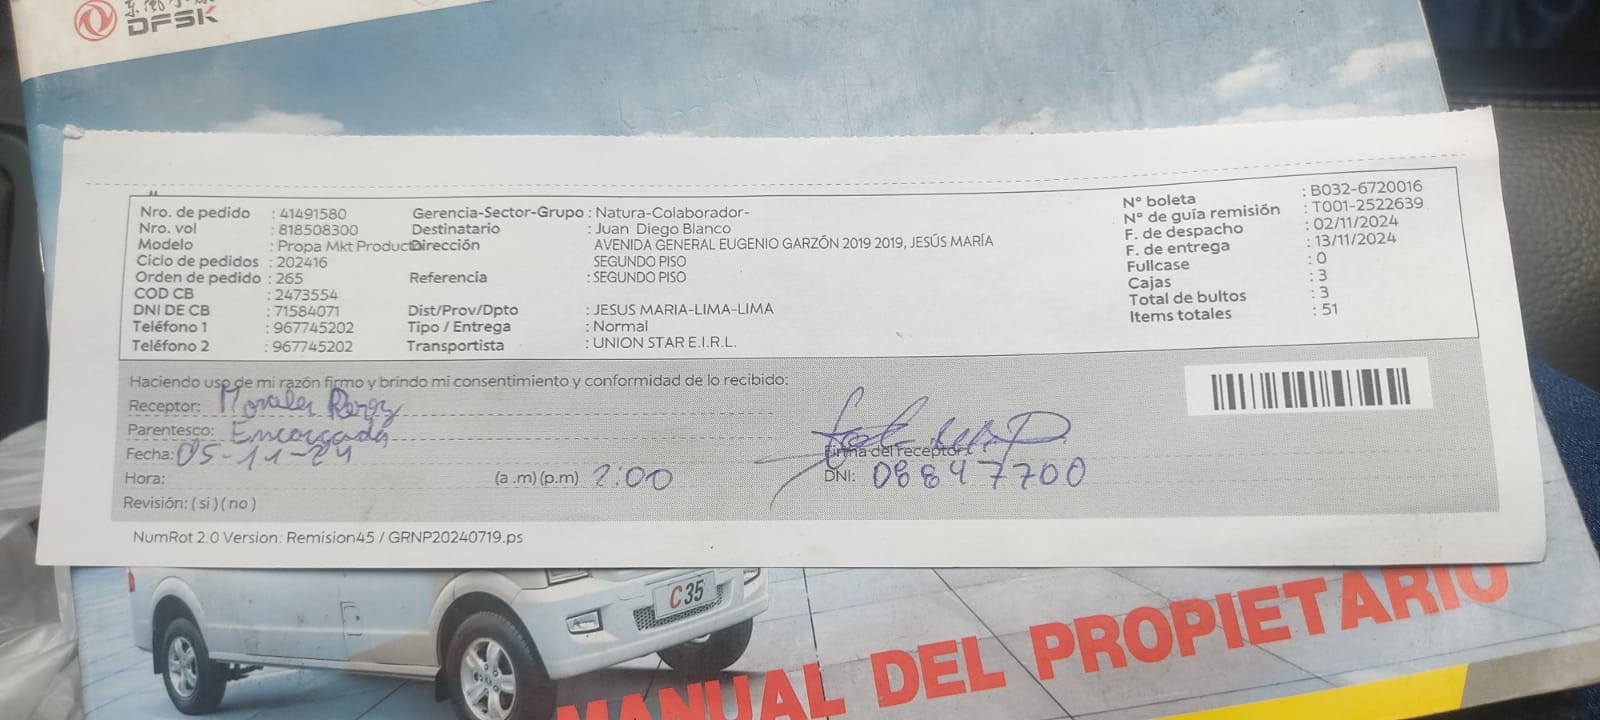 DFSK
Nro. de pedido : 41491580
Nro. vol : 818508300
Modelo : Propa Mkt Producto
Ciclo de pedidos : 202416
Orden de pedido : 265
COD CB : 2473554
DNI DE CB : 71584071
Teléfono 1 : 967745202
Teléfono 2 : 967745202
Gerencia-Sector-Grupo : Natura-Colaborador-
Destinatario : Juan Diego Blanco
Dirección AVENIDA GENERAL EUGENIO GARZÓN 2019 2019, JESÚS MARÍA
SEGUNDO PISO
Referencia : SEGUNDO PISO
Dist/Prov/Dpto : JESUS MARIA-LIMA-LIMA
Tipo / Entrega : Normal
Transportista : UNION STAR E.I.R.L.
N° boleta : B032-6720016
N° de guía remisión : T001-2522639
F. de despacho : 02/11/2024
F. de entrega : 13/11/2024
Fullcase : 0
Cajas : 3
Total de bultos : 3
Items totales : 51
Haciendo uso de mi razón firmo y brindo mi consentimiento y conformidad de lo recibido:
Receptor: Morales
Parentesco: Encargada
Fecha: 05-11-24
Hora: (a .m) (p.m) 2:00
Revisión: ( si ) ( no )
Firma del receptor:
DNI: 08847700
NumRot 2.0 Version: Remision45 / GRNP20240719.ps
C35
MANUAL DEL PROPIETARIO